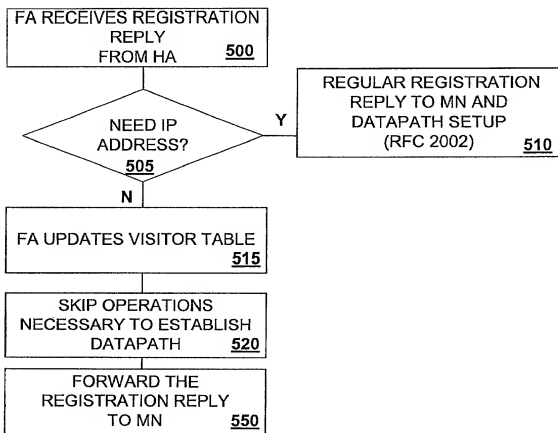 FA RECEIVES REGISTRATION
REPLY
FROM HA
500
NEED IP
ADDRESS?
505
Y
N
REGULAR REGISTRATION
REPLY TO MN AND
DATAPATH SETUP
(RFC 2002)
510
FA UPDATES VISITOR TABLE
515
SKIP OPERATIONS
NECESSARY TO ESTABLISH
DATAPATH 520
FORWARD THE
REGISTRATION REPLY
TO MN 550